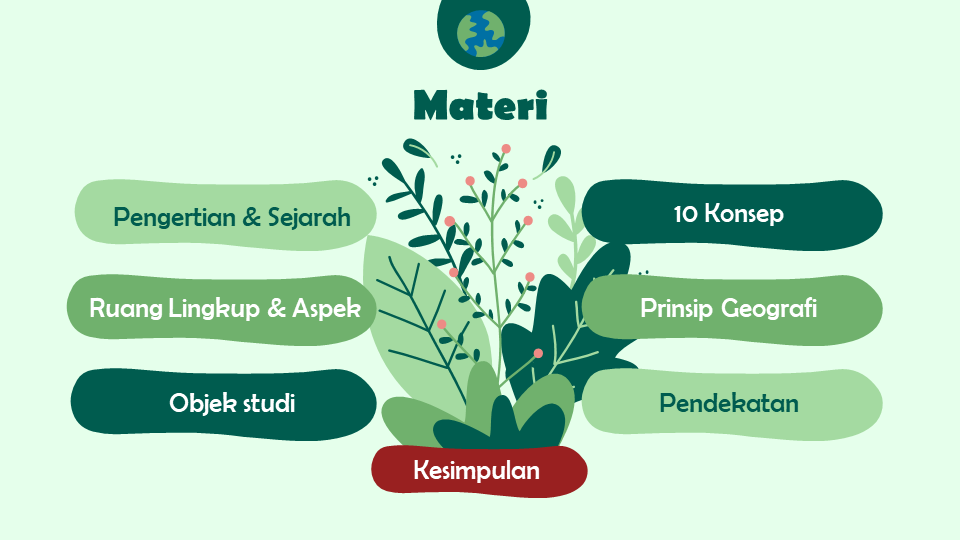 Materi
Pengertian & Sejarah
Ruang Lingkup & Aspek
Objek studi
10 Konsep
Prinsip Geografi
Pendekatan
Kesimpulan